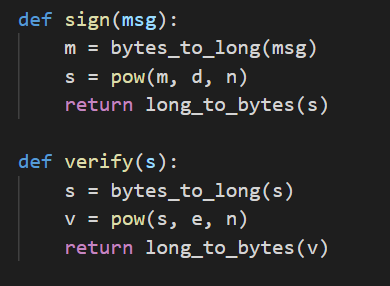 def sign(msg):
    m = bytes_to_long(msg)
    s = pow(m, d, n)
    return long_to_bytes(s)

def verify(s):
    s = bytes_to_long(s)
    v = pow(s, e, n)
    return long_to_bytes(v)